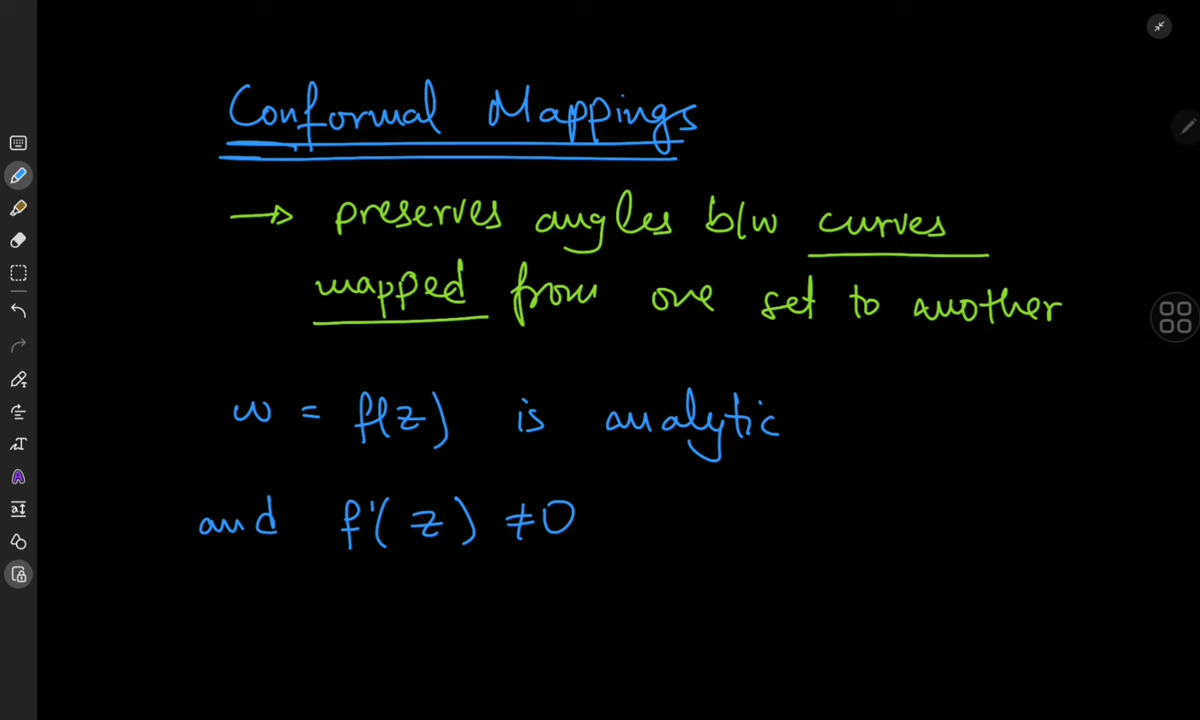 Conformal Mappings
→ preserves angles b/w curves
mapped from one set to another
w = f(z) is analytic
and f'(z) ≠ 0